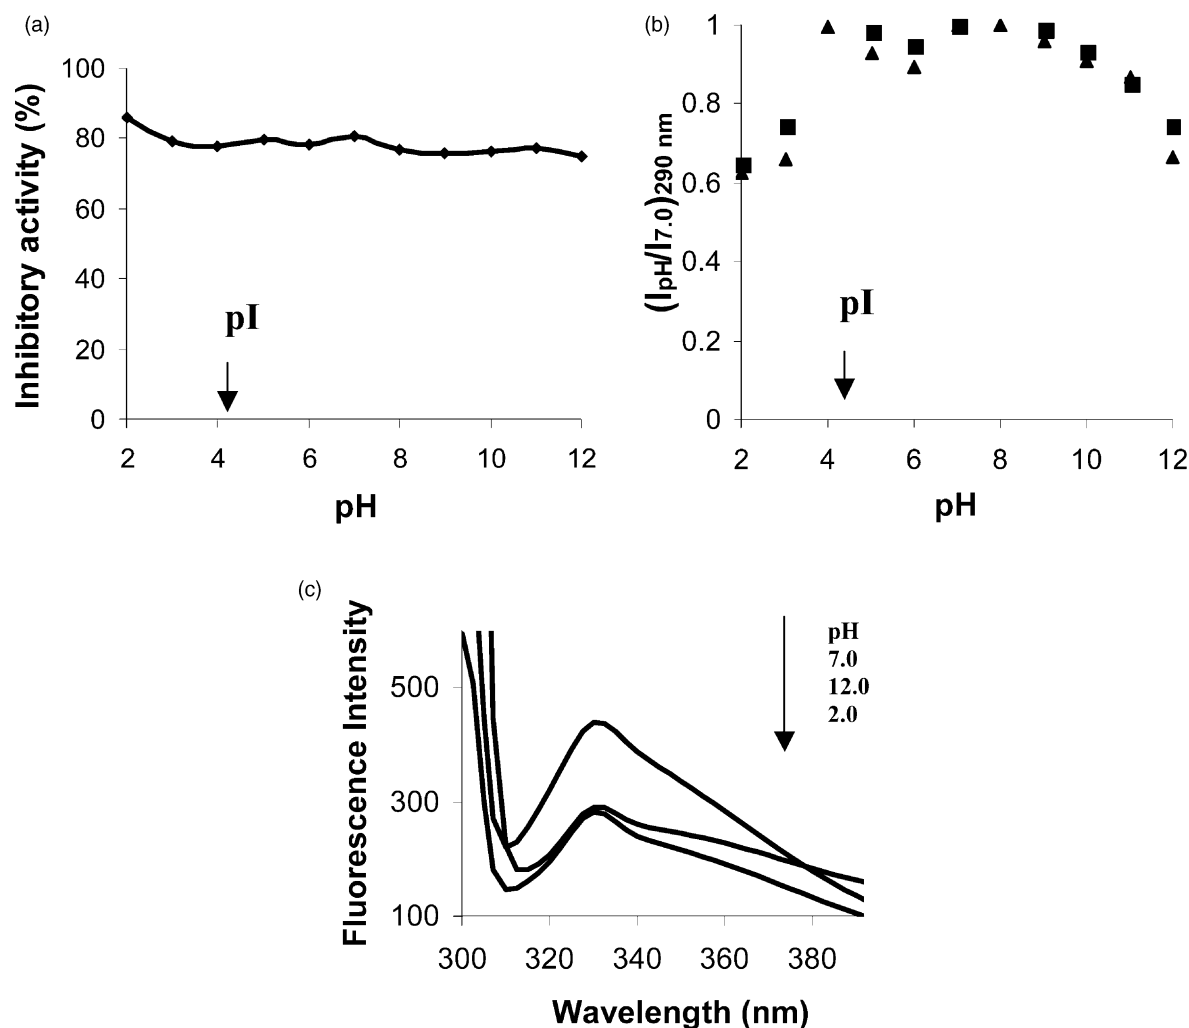 (a)
Inhibitory activity (%)
100
80
60
40
20
0
pI
2 4 6 8 10 12
pH
(b)
(IpH/I7.0)290 nm
1
0.8
0.6
0.4
0.2
0
pI
2 4 6 8 10 12
pH
(c)
Fluorescence Intensity
500
300
100
pH
7.0
12.0
2.0
300 320 340 360 380
Wavelength (nm)